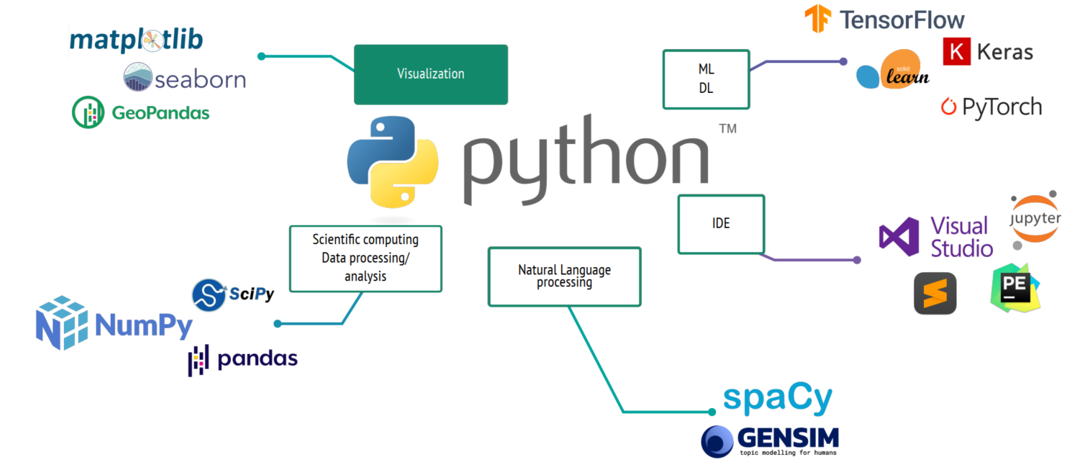 matplotlib
seaborn
GeoPandas
Visualization
ML
DL
TensorFlow
Keras
scikit
learn
PyTorch
python
TM
Scientific computing
Data processing/
analysis
SciPy
NumPy
pandas
Natural Language
processing
spaCy
GENSIM
topic modelling for humans
IDE
Visual
Studio
jupyter
PE